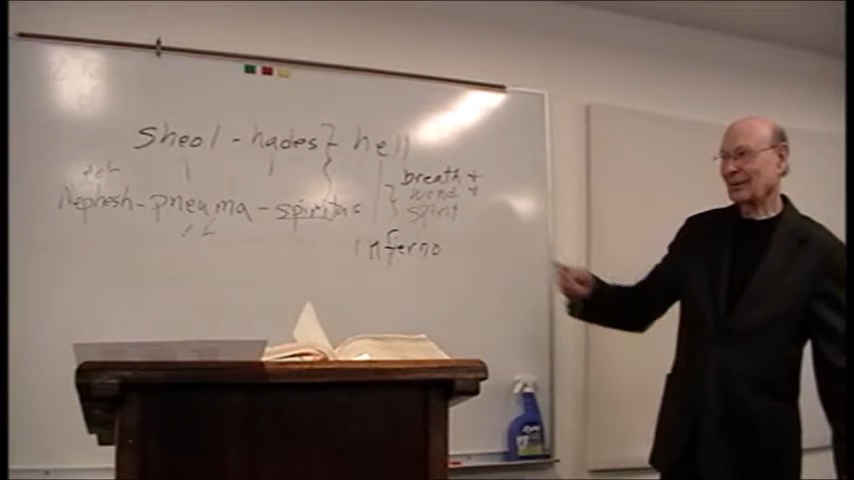 sheol - hades } hell
Nephesh - pneuma - spiritus
breath +
wind +
spirit
inferno